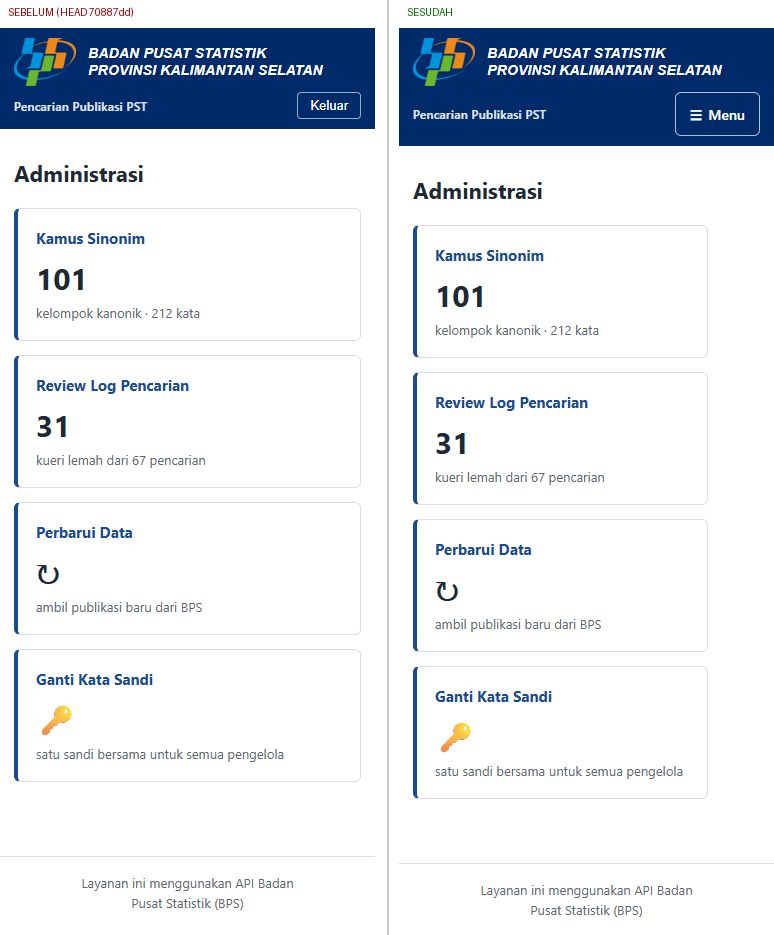 SEBELUM (HEAD70887dd)
BADAN PUSAT STATISTIK
PROVINSI KALIMANTAN SELATAN
Pencarian Publikasi PST
Keluar
Administrasi
Kamus Sinonim
101
kelompok kanonik · 212 kata
Review Log Pencarian
31
kueri lemah dari 67 pencarian
Perbarui Data
↻
ambil publikasi baru dari BPS
Ganti Kata Sandi
satu sandi bersama untuk semua pengelola
Layanan ini menggunakan API Badan
Pusat Statistik (BPS)
SESUDAH
BADAN PUSAT STATISTIK
PROVINSI KALIMANTAN SELATAN
Pencarian Publikasi PST
☰ Menu
Administrasi
Kamus Sinonim
101
kelompok kanonik · 212 kata
Review Log Pencarian
31
kueri lemah dari 67 pencarian
Perbarui Data
↻
ambil publikasi baru dari BPS
Ganti Kata Sandi
satu sandi bersama untuk semua pengelola
Layanan ini menggunakan API Badan
Pusat Statistik (BPS)